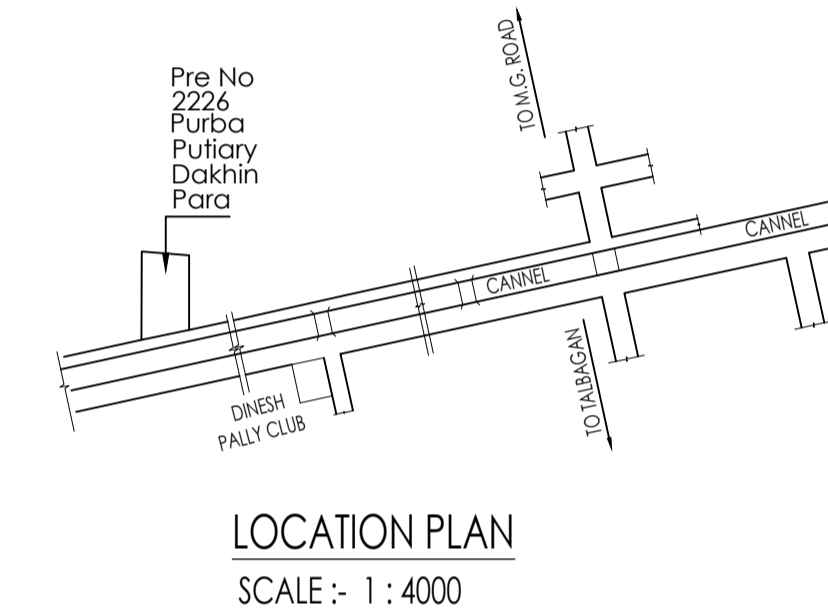 Pre No
2226
Purba
Putiary
Dakhin
Para
TO M.G. ROAD
CANNEL
CANNEL
TO TALBAGAN
DINESH
PALLY CLUB
LOCATION PLAN
SCALE :- 1 : 4000